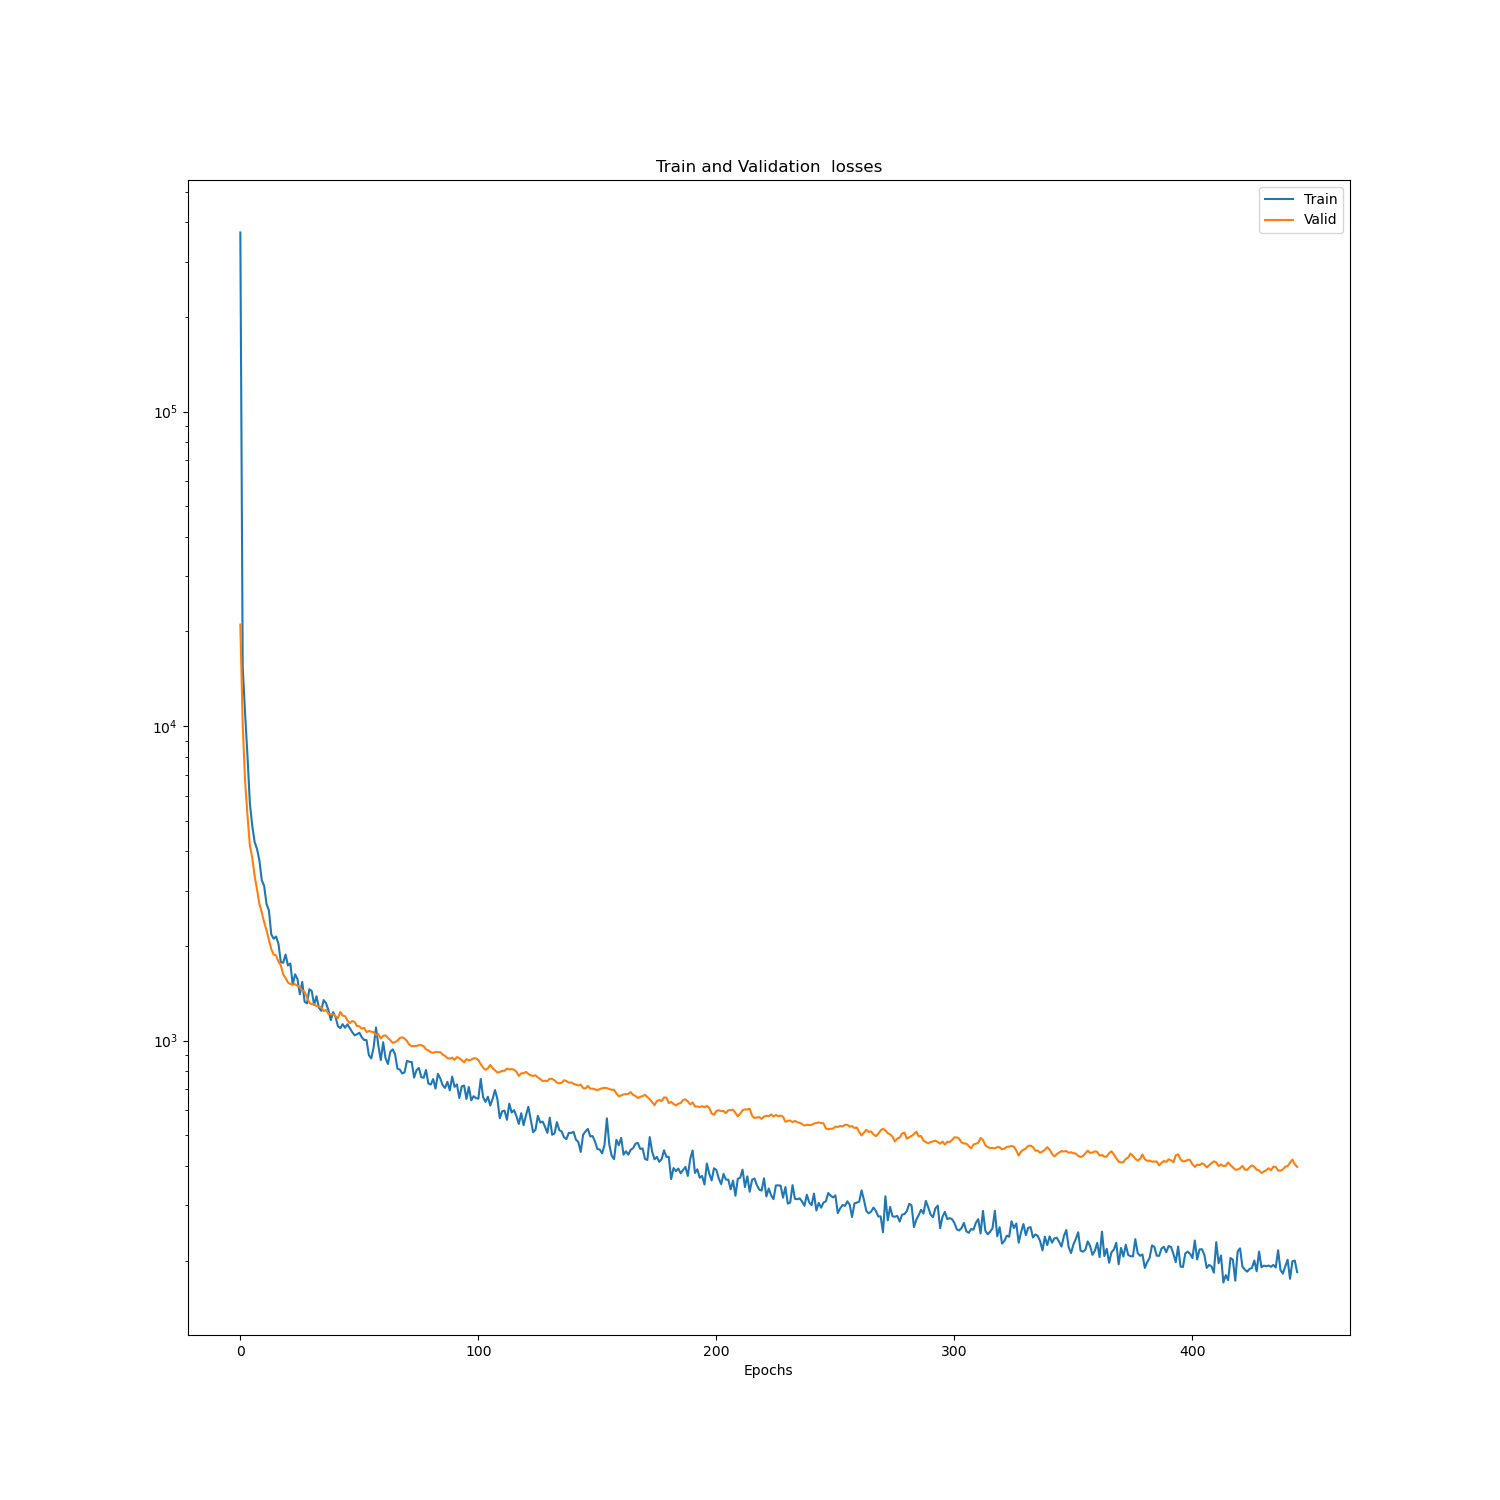 Train and Validation  losses
Train
Valid
10⁵
10⁴
10³
0 100 200 300 400
Epochs